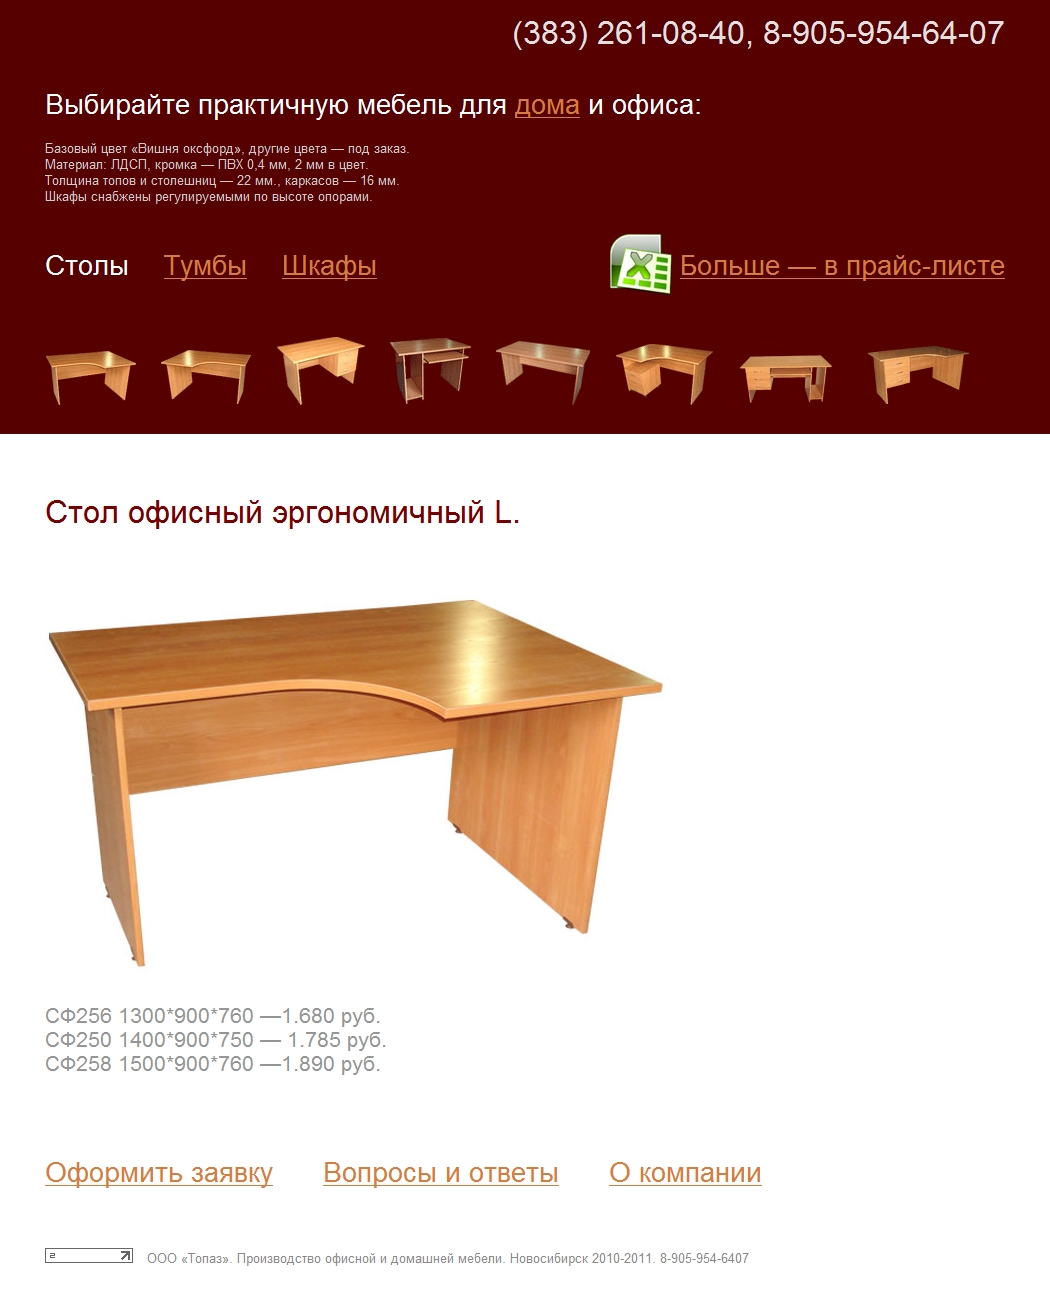 (383) 261-08-40, 8-905-954-64-07
Выбирайте практичную мебель для дома и офиса:
Базовый цвет «Вишня оксфорд», другие цвета — под заказ.
Материал: ЛДСП, кромка — ПВХ 0,4 мм, 2 мм в цвет.
Толщина топов и столешниц — 22 мм., каркасов — 16 мм.
Шкафы снабжены регулируемыми по высоте опорами.
Столы Тумбы Шкафы Больше — в прайс-листе
Стол офисный эргономичный L.
СФ256 1300*900*760 —1.680 руб.
СФ250 1400*900*750 — 1.785 руб.
СФ258 1500*900*760 —1.890 руб.
Оформить заявку Вопросы и ответы О компании
2 ООО «Топаз». Производство офисной и домашней мебели. Новосибирск 2010-2011. 8-905-954-6407